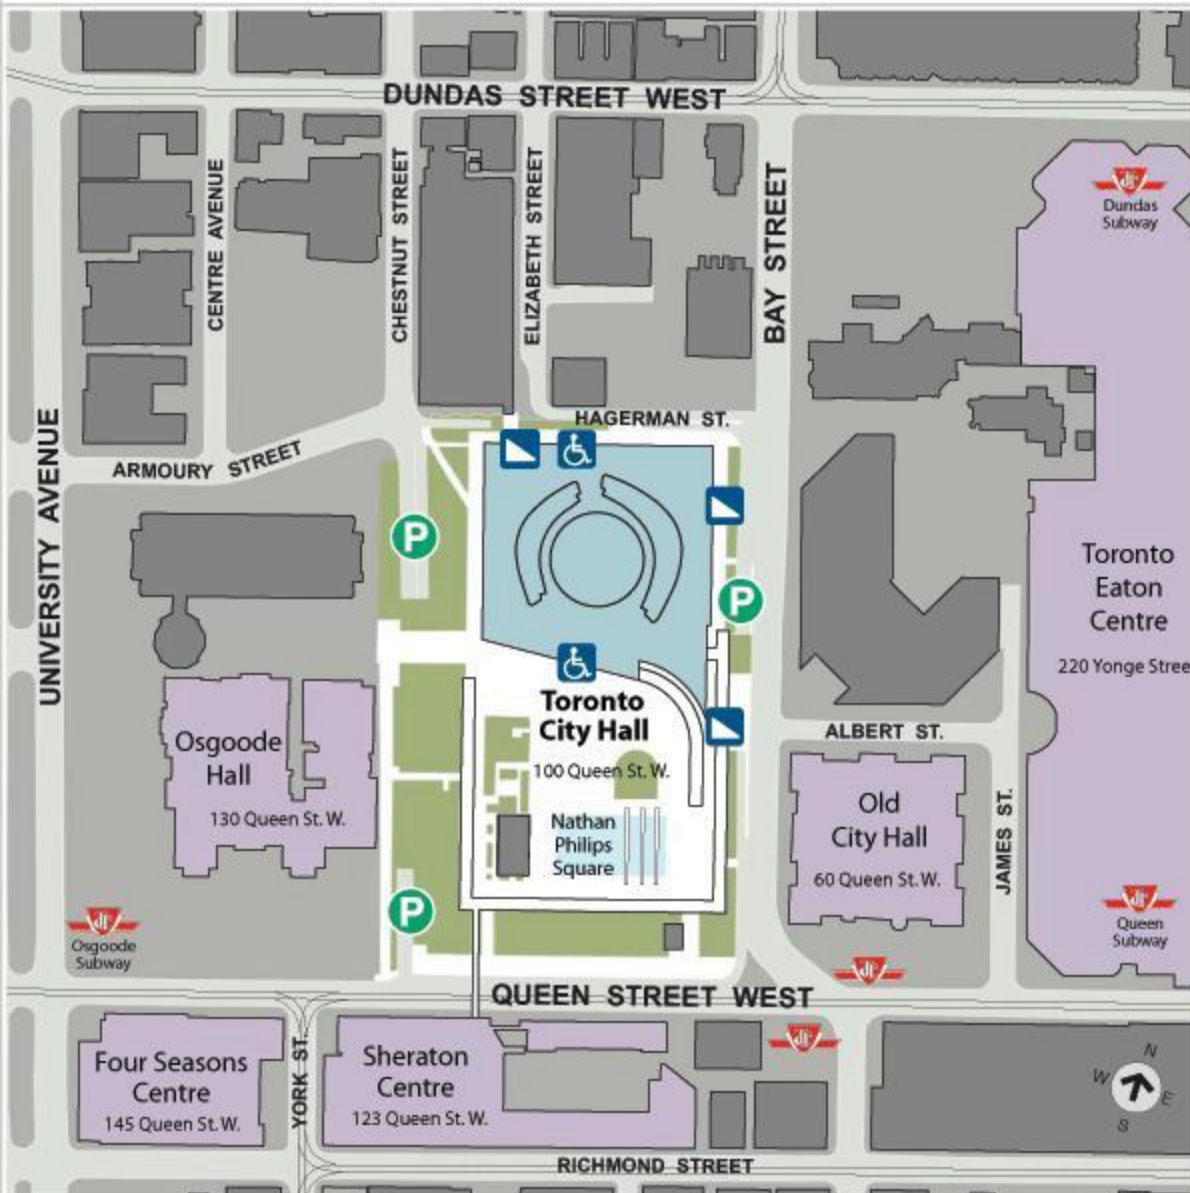 DUNDAS STREET WEST
CENTRE AVENUE
CHESTNUT STREET
ELIZABETH STREET
BAY STREET
Dundas
Subway
UNIVERSITY AVENUE
ARMOURY STREET
HAGERMAN ST.
P
P
Toronto
Eaton
Centre
220 Yonge Stree
Toronto
City Hall
100 Queen St. W.
Osgoode
Hall
130 Queen St. W.
ALBERT ST.
Nathan
Philips
Square
Old
City Hall
60 Queen St. W.
JAMES ST.
P
Osgoode
Subway
Queen
Subway
QUEEN STREET WEST
Four Seasons
Centre
145 Queen St. W.
YORK ST.
Sheraton
Centre
123 Queen St. W.
N
W
E
S
RICHMOND STREET